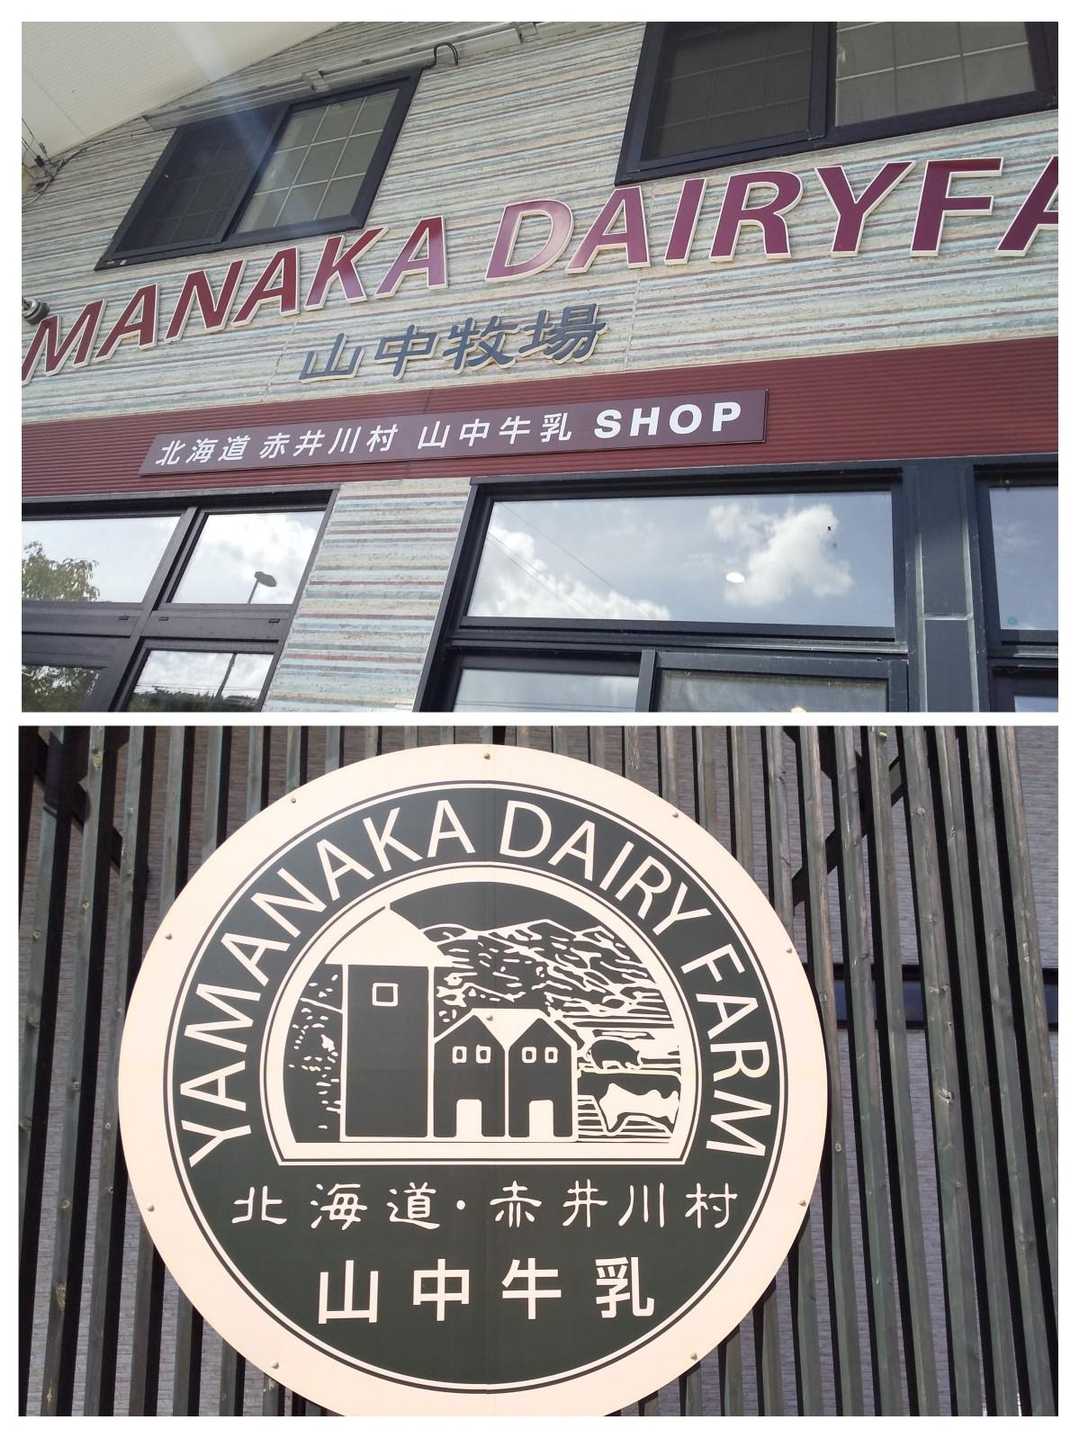 MANAKA DAIRYFA
山中牧場
北海道 赤井川村 山中牛乳 SHOP
YAMANAKA DAIRY FARM
北海道・赤井川村
山中牛乳